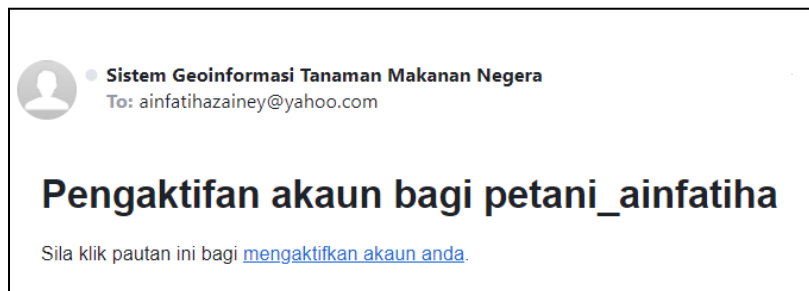 Sistem Geoinformasi Tanaman Makanan Negera
To: ainfatihazainey@yahoo.com
Pengaktifan akaun bagi petani_ainfatiha
Sila klik pautan ini bagi mengaktifkan akaun anda.